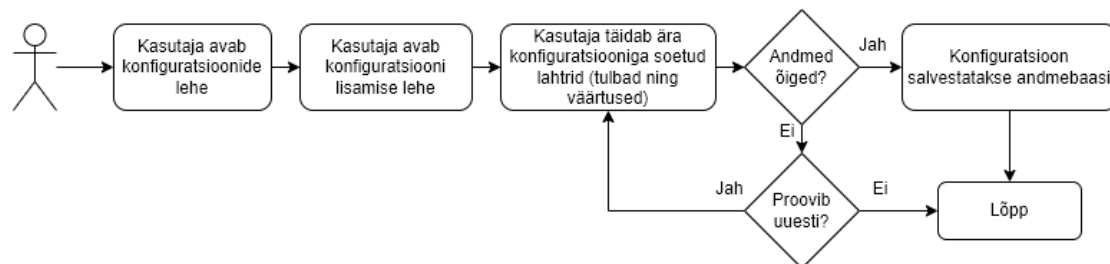 Kasutaja avab
konfiguratsioonide
lehe
Kasutaja avab
konfiguratsiooni
lisamise lehe
Kasutaja täidab ära
konfiguratsiooniga soetud
lahtrid (tulbad ning
väärtused)
Andmed
õiged?
Jah
Konfiguratsioon
salvestatakse andmebaasi
Ei
Proovib
uuesti?
Jah
Ei
Lõpp